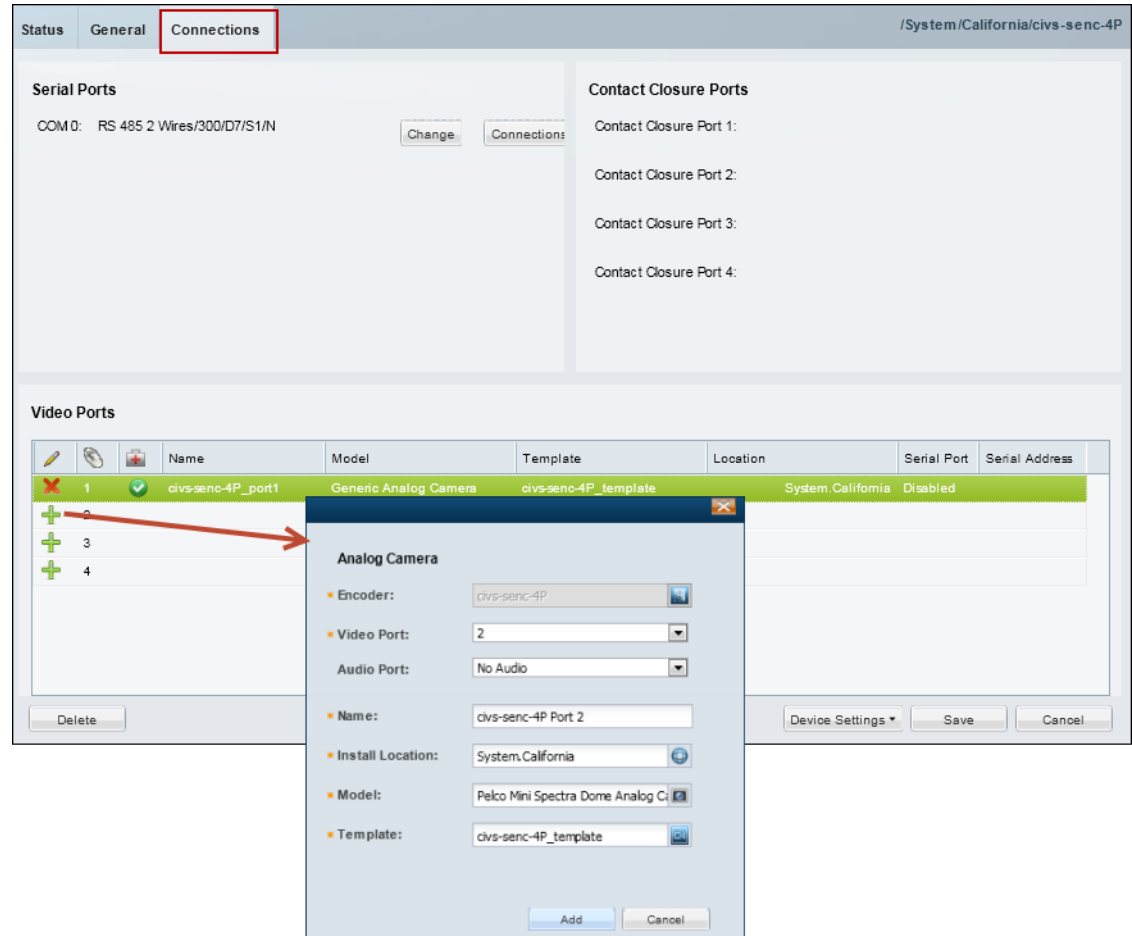 Status General Connections /System/California/civs-senc-4P
Serial Ports
COM 0: RS 485 2 Wires/300/D7/S1/N
Change Connections
Contact Closure Ports
Contact Closure Port 1:
Contact Closure Port 2:
Contact Closure Port 3:
Contact Closure Port 4:
Video Ports
Name Model Template Location Serial Port Serial Address
1 civs-senc-4P_port1 Generic Analog Camera civs-senc-4P_template System.California Disabled
2
3
4
Analog Camera
Encoder: civs-senc-4P
Video Port: 2
Audio Port: No Audio
Name: civs-senc-4P Port 2
Install Location: System.California
Model: Pelco Mini Spectra Dome Analog Ca
Template: civs-senc-4P_template
Add Cancel
Delete Device Settings Save Cancel